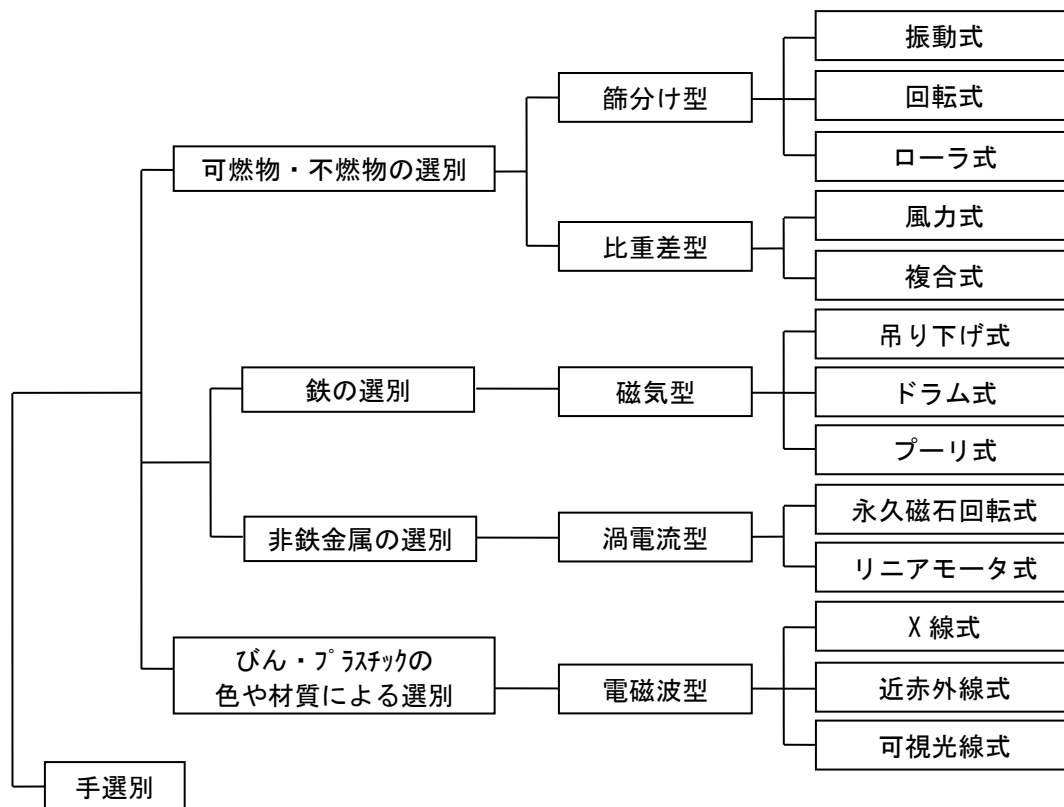 振動式
篩分け型
回転式
ローラ式
可燃物・不燃物の選別
風力式
比重差型
複合式
吊り下げ式
鉄の選別
磁気型
ドラム式
プーリ式
永久磁石回転式
非鉄金属の選別
渦電流型
リニアモータ式
X線式
びん・プラスチックの
色や材質による選別
電磁波型
近赤外線式
可視光線式
手選別